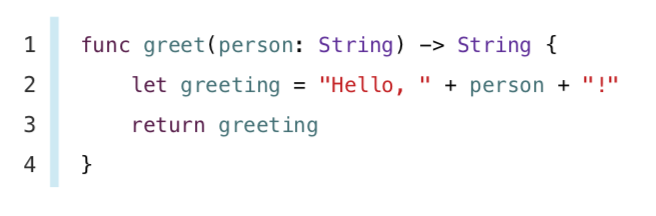 1 func greet(person: String) -> String {
2     let greeting = "Hello, " + person + "!"
3     return greeting
4 }